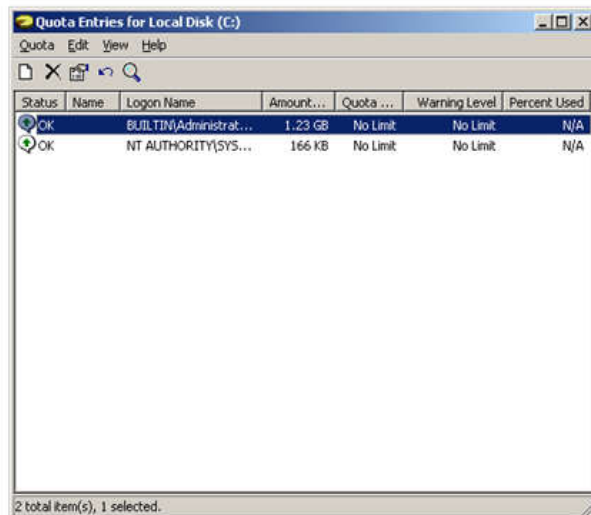 Quota Entries for Local Disk (C:)
Quota Edit View Help
Status Name Logon Name Amount... Quota ... Warning Level Percent Used
OK BUILTIN\Administrat... 1.23 GB No Limit No Limit N/A
OK NT AUTHORITY\SYS... 166 KB No Limit No Limit N/A
2 total item(s), 1 selected.